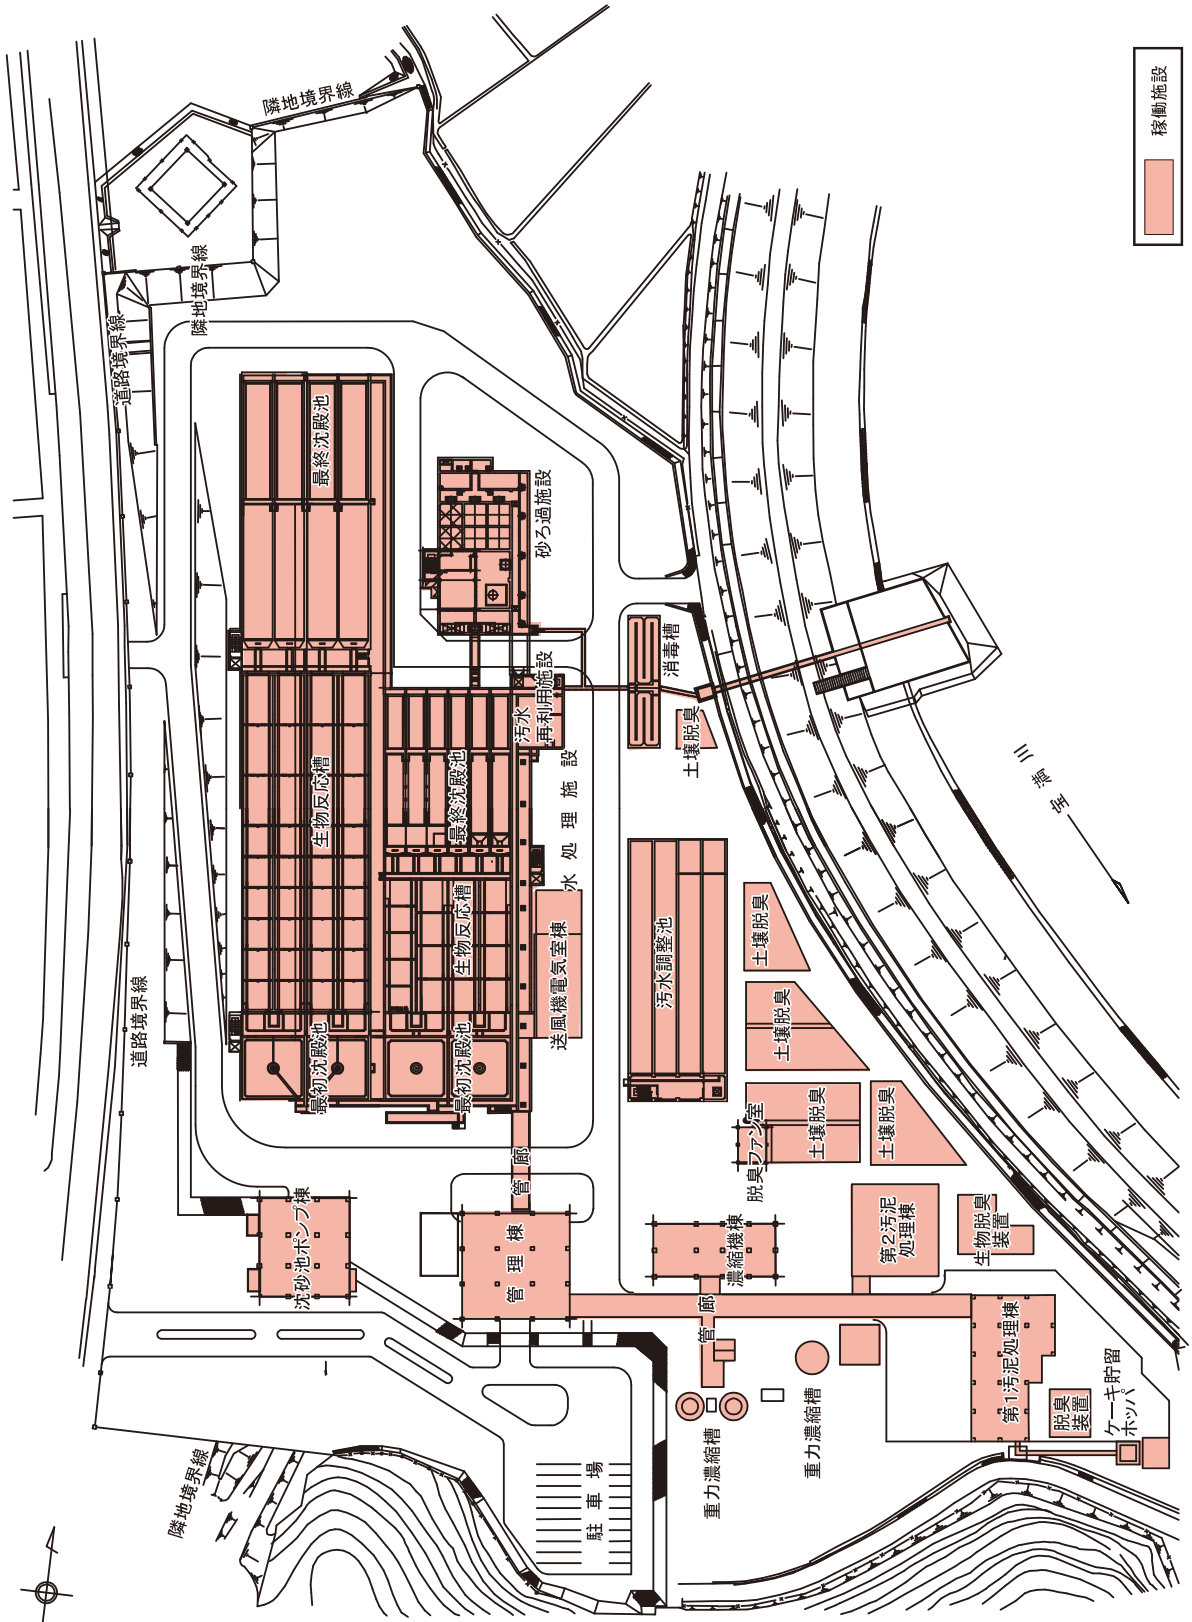 稼働施設
隣地境界線
隣地境界線
道路境界線
道路境界線
隣地境界線
最終沈殿池
生物反応槽
最初沈殿池
最終沈殿池
生物反応槽
最初沈殿池
砂ろ過施設
汚水
再利用施設
水処理施設
送風機電気室棟
消毒槽
土壌脱臭
汚水調整池
土壌脱臭
土壌脱臭
土壌脱臭
土壌脱臭
脱臭ファン室
管廊
沈砂池ポンプ棟
管理棟
濃縮機棟
第2汚泥
処理棟
生物脱臭
装置
管廊
第1汚泥処理棟
脱臭
装置
ケーキ貯留
ホッパ
重力濃縮槽
重力濃縮槽
駐車場